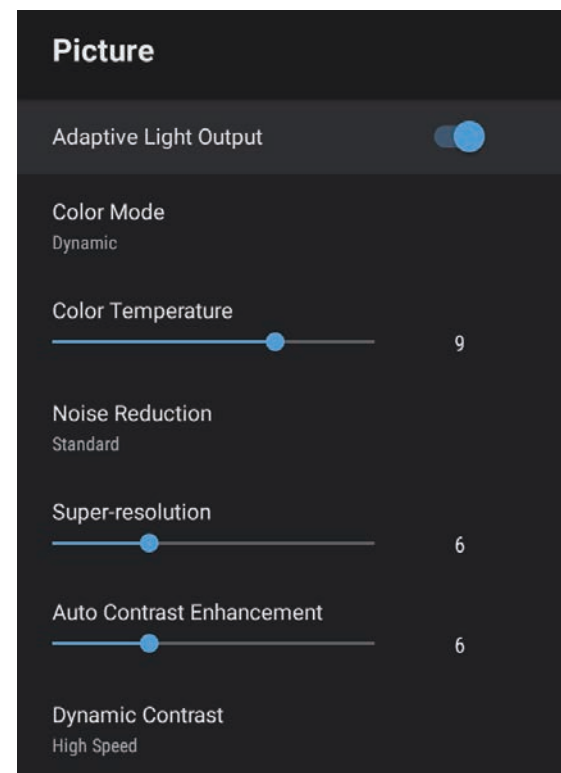 Picture
Adaptive Light Output
Color Mode
Dynamic
Color Temperature
9
Noise Reduction
Standard
Super-resolution
6
Auto Contrast Enhancement
6
Dynamic Contrast
High Speed